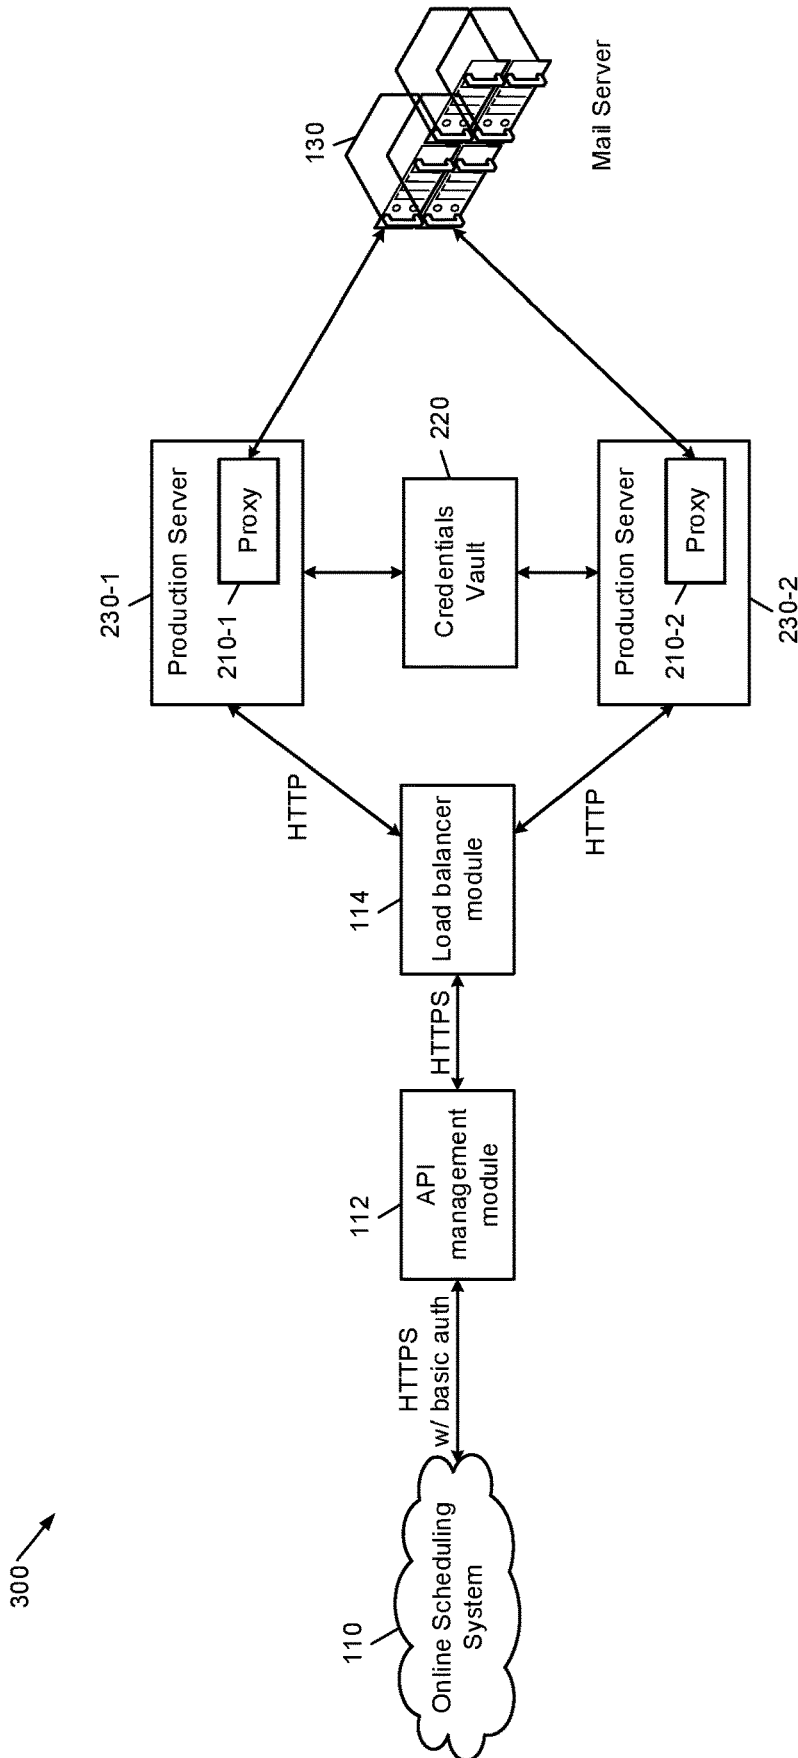 300
110
Online Scheduling
System
HTTPS
w/ basic auth
112
API
management
module
HTTPS
114
Load balancer
module
HTTP
HTTP
230-1
Production Server
210-1
Proxy
220
Credentials
Vault
Production Server
210-2
Proxy
230-2
130
Mail Server